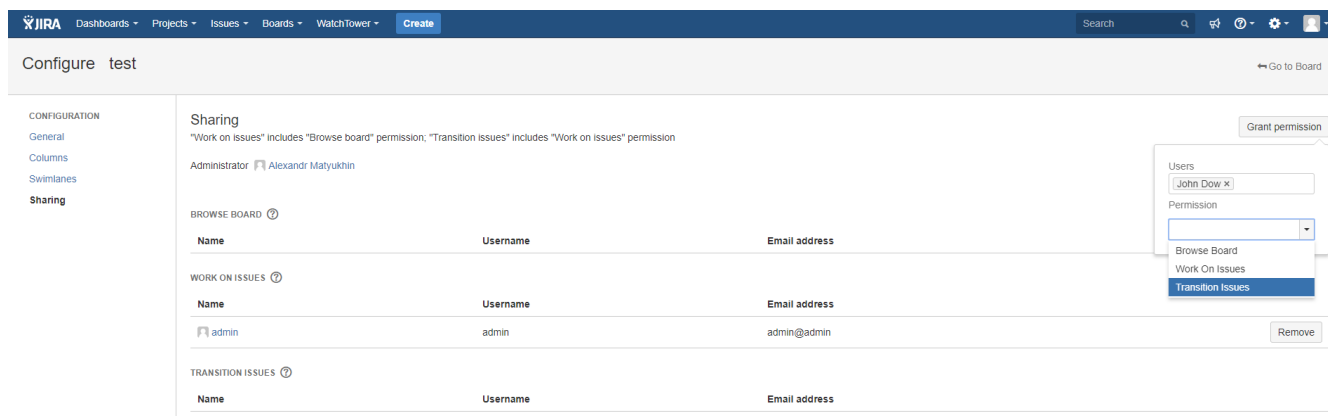 JIRA Dashboards Projects Issues Boards WatchTower Create Search
Configure test
Go to Board
CONFIGURATION
General
Columns
Swimlanes
Sharing
Sharing
"Work on issues" includes "Browse board" permission; "Transition issues" includes "Work on issues" permission
Administrator Alexandr Matyukhin
Grant permission
Users
John Dow ×
Permission
Browse Board
Work On Issues
Transition Issues
BROWSE BOARD ?
Name Username Email address
WORK ON ISSUES ?
Name Username Email address
admin admin admin@admin Remove
TRANSITION ISSUES ?
Name Username Email address